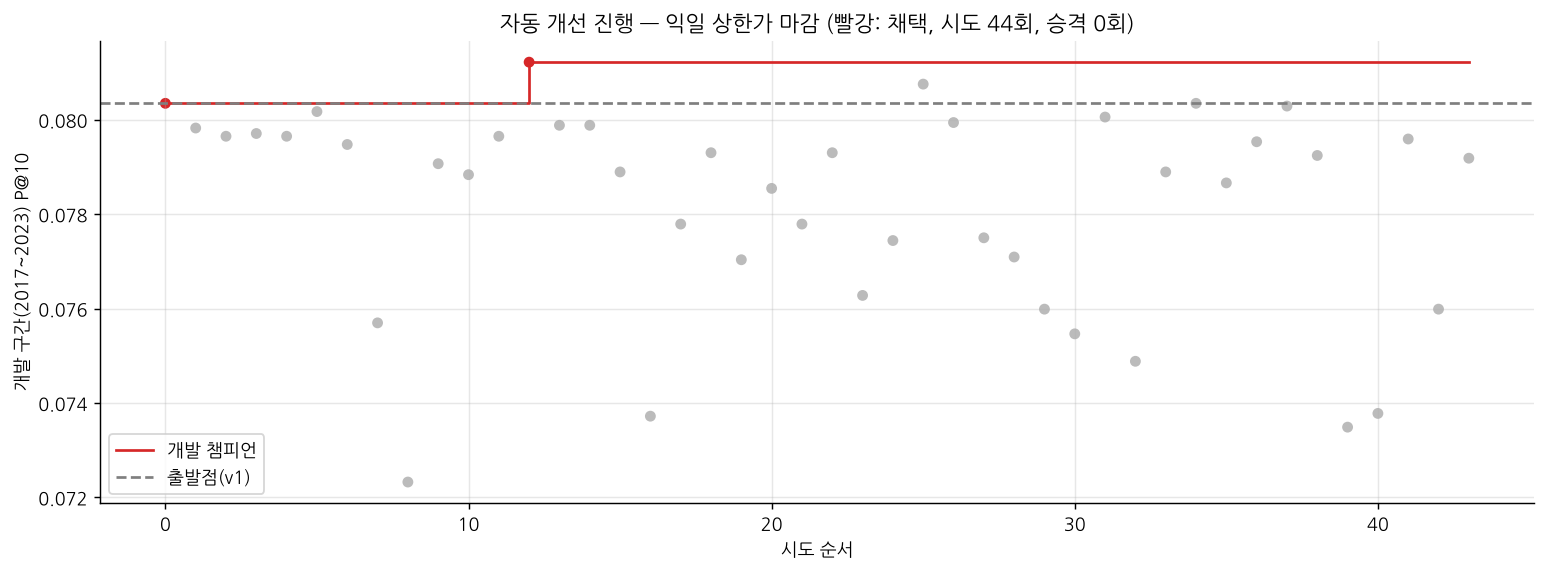 자동 개선 진행 — 익일 상한가 마감 (빨강: 채택, 시도 44회, 승격 0회)
개발 구간(2017~2023) P@10
0.080
0.078
0.076
0.074
0.072
개발 챔피언
출발점(v1)
0 10 20 30 40
시도 순서